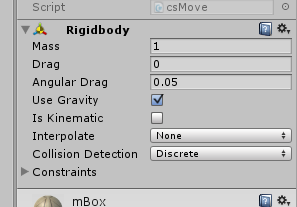 Script csMove
Rigidbody
Mass 1
Drag 0
Angular Drag 0.05
Use Gravity
Is Kinematic
Interpolate None
Collision Detection Discrete
Constraints
mBox